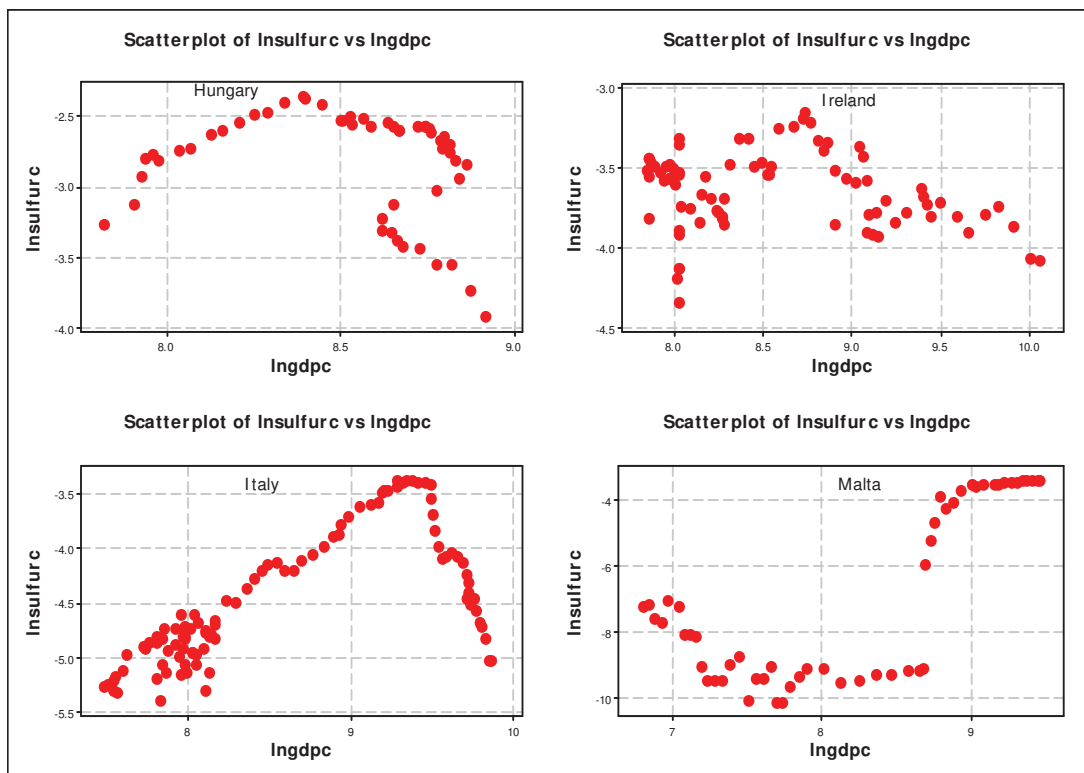 Scatterplot of lnsulfurc vs lngdpc
Hungary
lnsulfurc
-2.5
-3.0
-3.5
-4.0
8.0 8.5 9.0
lngdpc
Scatterplot of lnsulfurc vs lngdpc
Ireland
lnsulfurc
-3.0
-3.5
-4.0
-4.5
8.0 8.5 9.0 9.5 10.0
lngdpc
Scatterplot of lnsulfurc vs lngdpc
Italy
lnsulfurc
-3.5
-4.0
-4.5
-5.0
-5.5
8 9 10
lngdpc
Scatterplot of lnsulfurc vs lngdpc
Malta
lnsulfurc
-4
-6
-8
-10
7 8 9
lngdpc